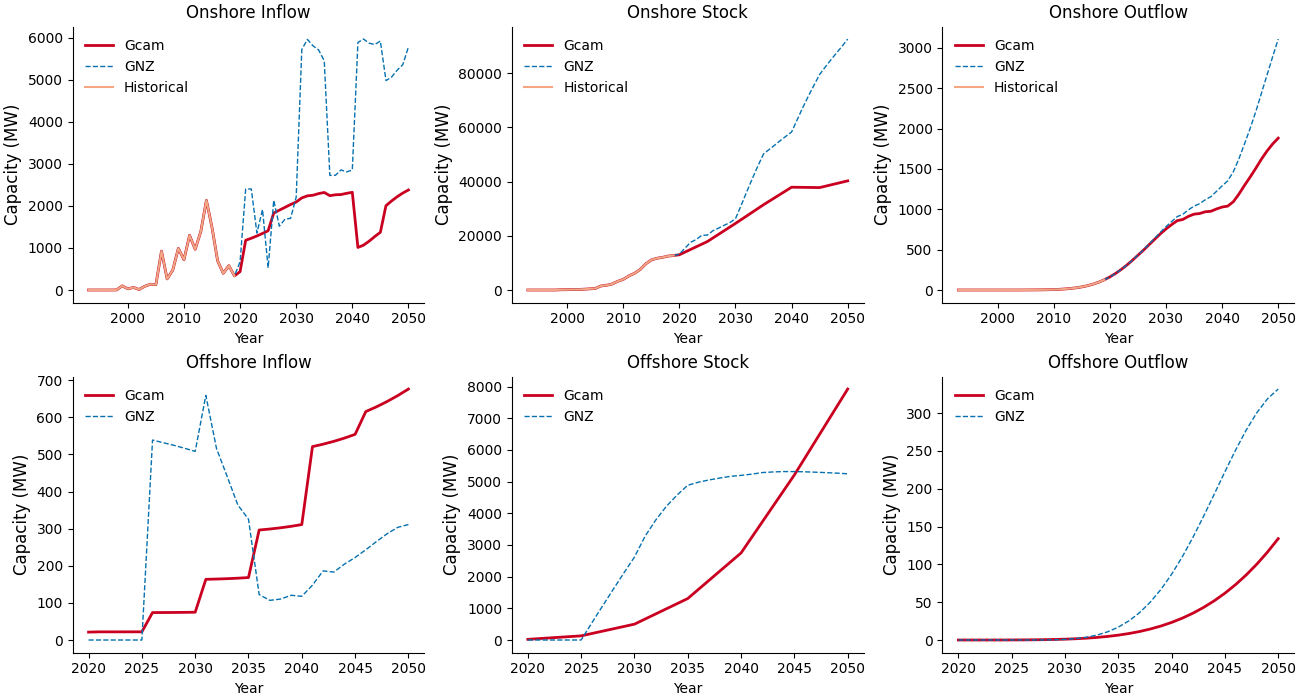 Onshore Inflow
Capacity (MW)
6000
5000
4000
3000
2000
1000
0
Gcam
GNZ
Historical
2000
2010
2020
2030
2040
2050
Year
Onshore Stock
Capacity (MW)
80000
60000
40000
20000
0
Gcam
GNZ
Historical
2000
2010
2020
2030
2040
2050
Year
Onshore Outflow
Capacity (MW)
3000
2500
2000
1500
1000
500
0
Gcam
GNZ
Historical
2000
2010
2020
2030
2040
2050
Year
Offshore Inflow
Capacity (MW)
700
600
500
400
300
200
100
0
Gcam
GNZ
2020
2025
2030
2035
2040
2045
2050
Year
Offshore Stock
Capacity (MW)
8000
7000
6000
5000
4000
3000
2000
1000
0
Gcam
GNZ
2020
2025
2030
2035
2040
2045
2050
Year
Offshore Outflow
Capacity (MW)
300
250
200
150
100
50
0
Gcam
GNZ
2020
2025
2030
2035
2040
2045
2050
Year